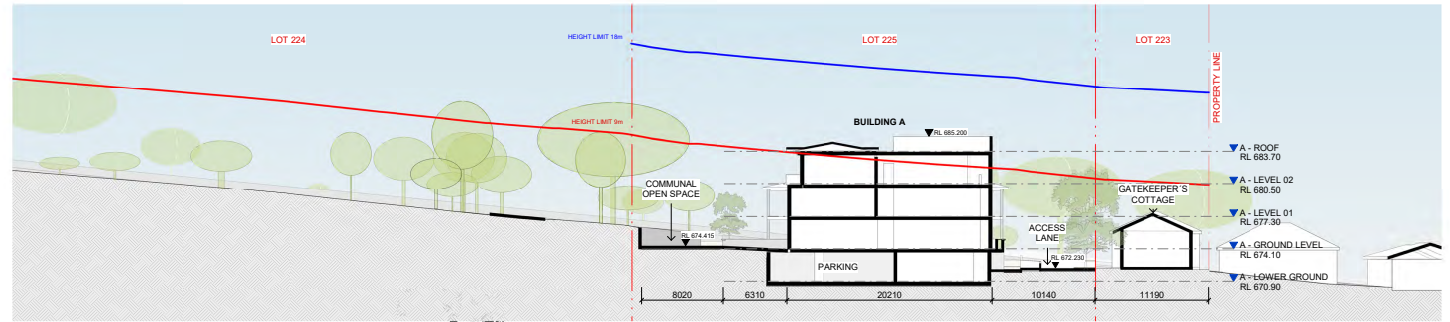 LOT 224
HEIGHT LIMIT 18m
LOT 225
LOT 223
PROPERTY LINE
HEIGHT LIMIT 9m
BUILDING A
RL 685.200
A - ROOF
RL 683.70
A - LEVEL 02
RL 680.50
COMMUNAL
OPEN SPACE
GATEKEEPER´S
COTTAGE
A - LEVEL 01
RL 677.30
RL 674.415
ACCESS
LANE
RL 672.230
A - GROUND LEVEL
RL 674.10
PARKING
A - LOWER GROUND
RL 670.90
8020
6310
20210
10140
11190